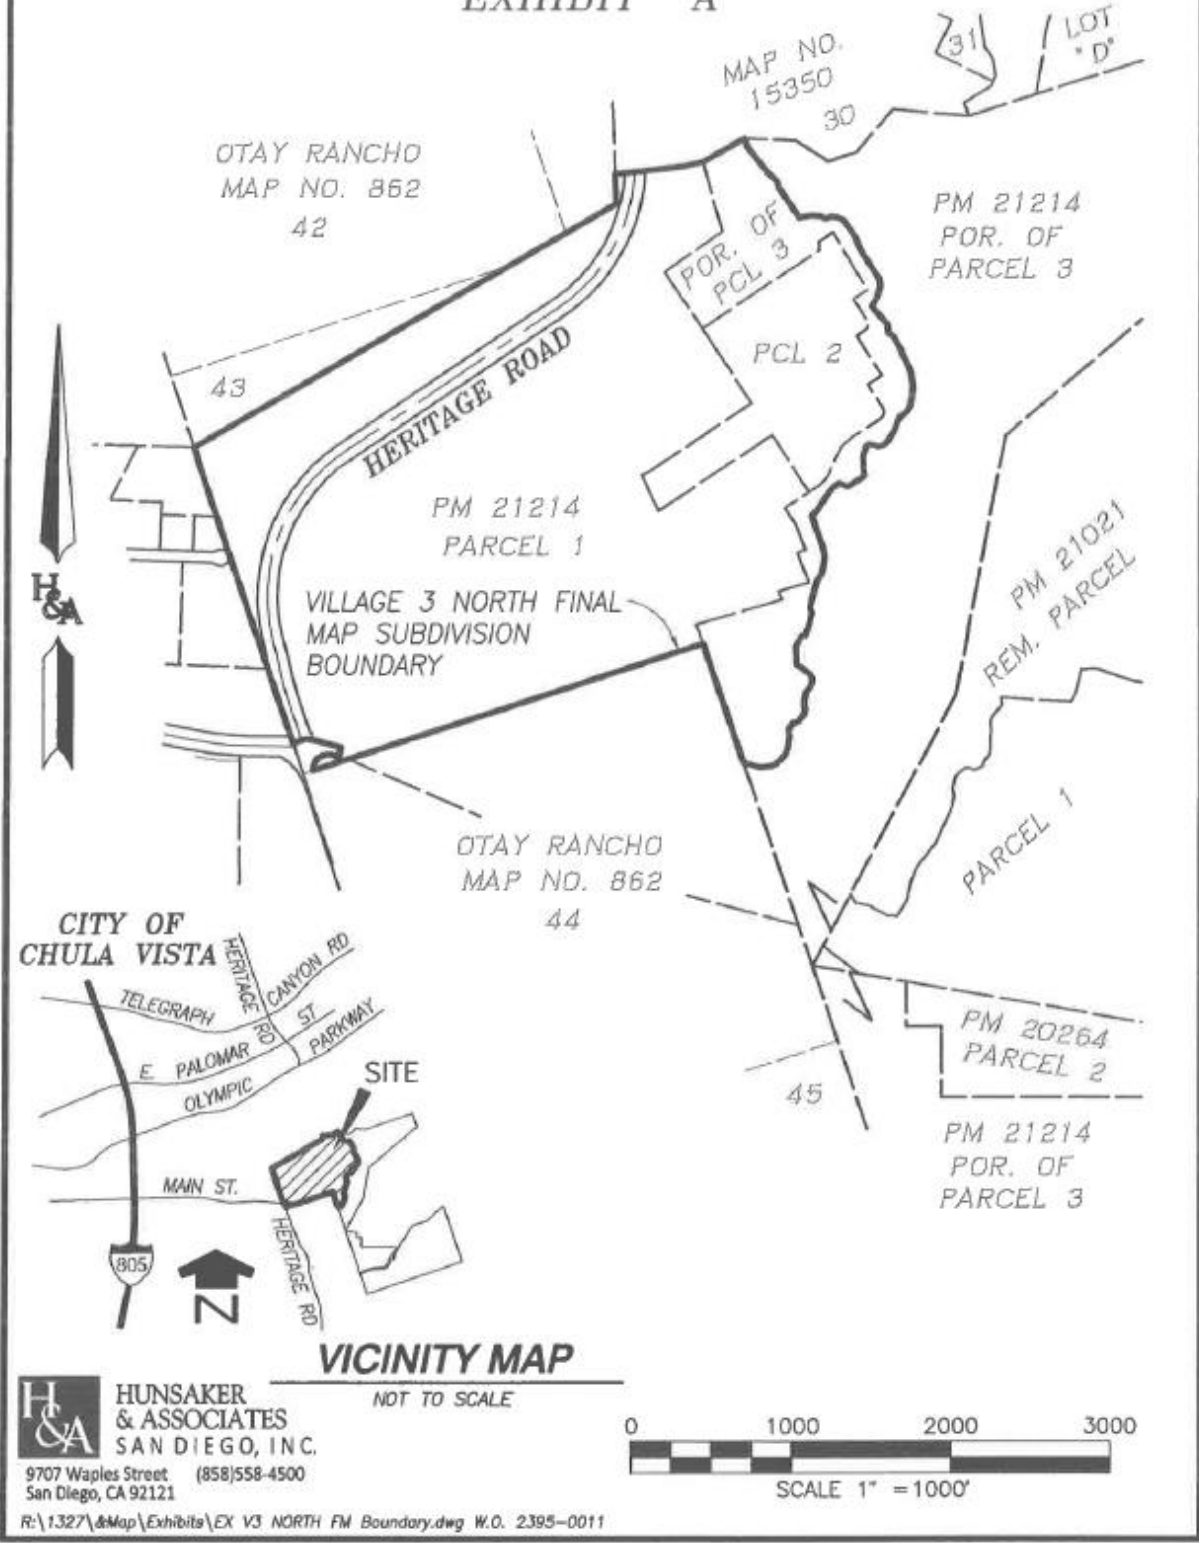 EXHIBIT "A"
MAP NO.
15350
30
31
LOT
"D"
OTAY RANCHO
MAP NO. 862
42
PM 21214
POR. OF
PARCEL 3
POR. OF
PCL 3
PCL 2
43
HERITAGE ROAD
PM 21214
PARCEL 1
H&A
VILLAGE 3 NORTH FINAL
MAP SUBDIVISION
BOUNDARY
PM 21021
REM. PARCEL
PARCEL 1
OTAY RANCHO
MAP NO. 862
44
PM 20264
PARCEL 2
45
PM 21214
POR. OF
PARCEL 3
CITY OF
CHULA VISTA
HERITAGE RD
TELEGRAPH CANYON RD
E. PALOMAR ST
OLYMPIC PARKWAY
SITE
MAIN ST.
HERITAGE RD
805
N
VICINITY MAP
NOT TO SCALE
H&A
HUNSAKER
& ASSOCIATES
SAN DIEGO, INC.
9707 Waples Street (858)558-4500
San Diego, CA 92121
0 1000 2000 3000
SCALE 1" =1000'
R:\1327\&Map\Exhibits\EX V3 NORTH FM Boundary.dwg W.O. 2395-0011